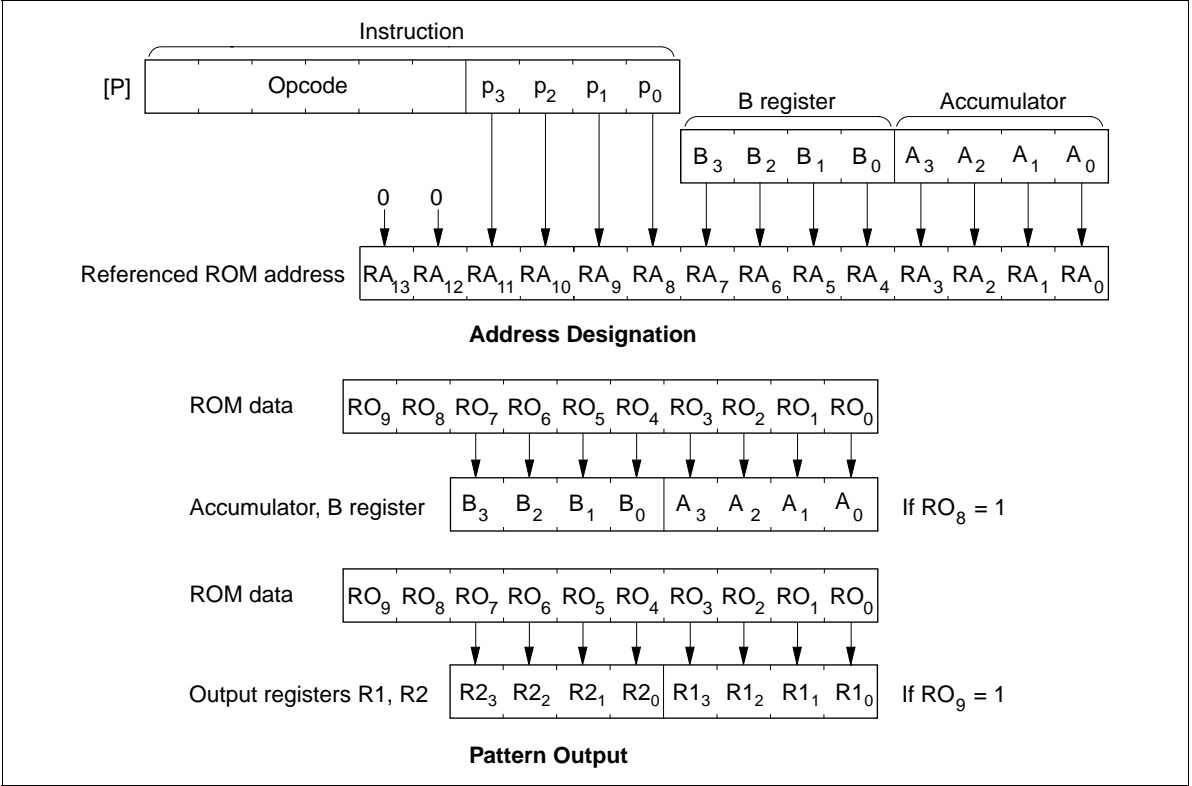 Instruction
[P] Opcode p3 p2 p1 p0
B register Accumulator
B3 B2 B1 B0 A3 A2 A1 A0
0 0
Referenced ROM address RA13 RA12 RA11 RA10 RA9 RA8 RA7 RA6 RA5 RA4 RA3 RA2 RA1 RA0
Address Designation
ROM data RO9 RO8 RO7 RO6 RO5 RO4 RO3 RO2 RO1 RO0
Accumulator, B register B3 B2 B1 B0 A3 A2 A1 A0 If RO8 = 1
ROM data RO9 RO8 RO7 RO6 RO5 RO4 RO3 RO2 RO1 RO0
Output registers R1, R2 R23 R22 R21 R20 R13 R12 R11 R10 If RO9 = 1
Pattern Output